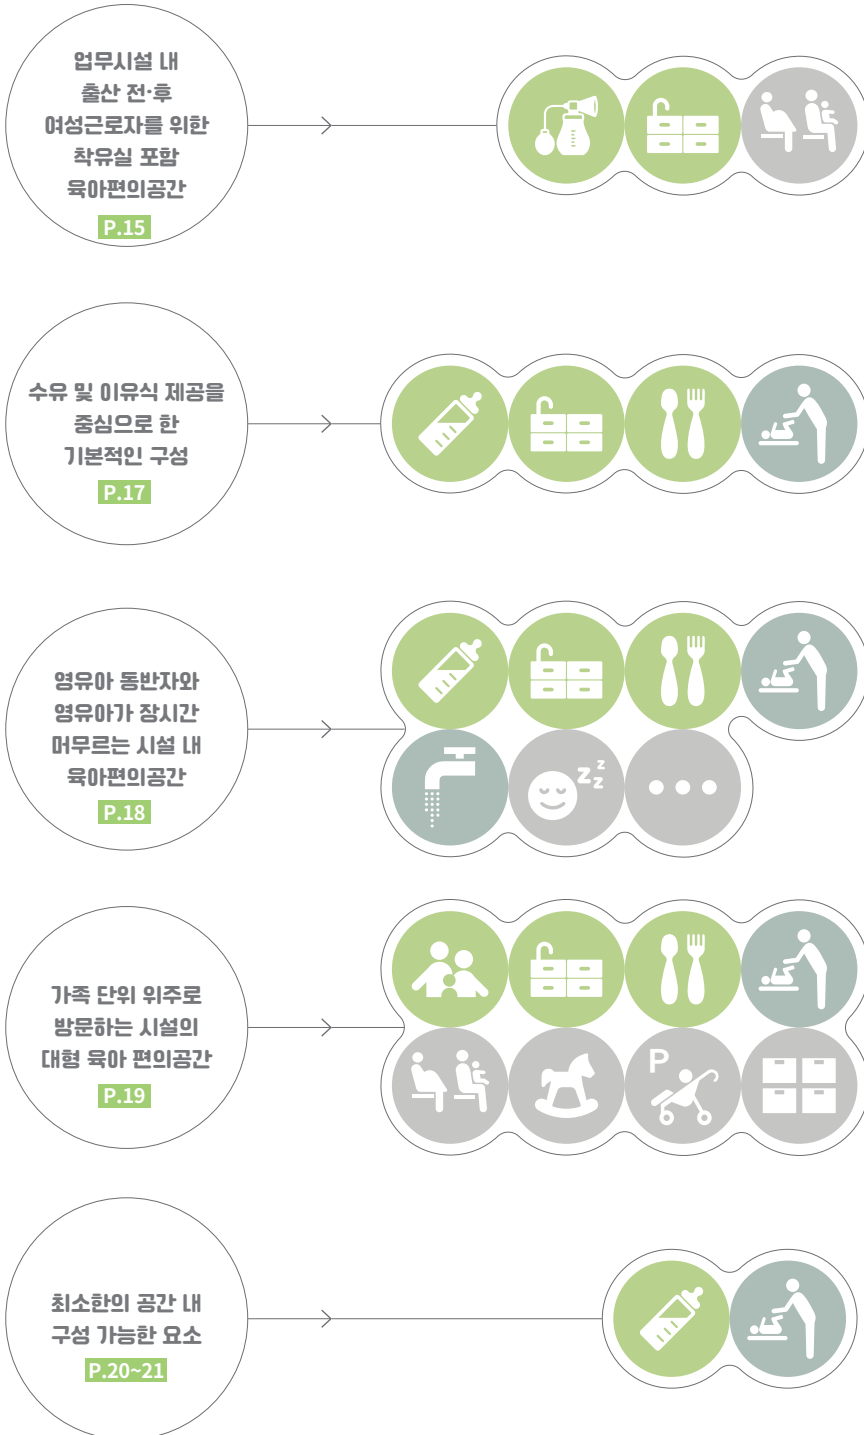 업무시설 내
출산 전·후
여성근로자를 위한
착유실 포함
육아편의공간
P.15
수유 및 이유식 제공을
중심으로 한
기본적인 구성
P.17
영유아 동반자와
영유아가 장시간
머무르는 시설 내
육아편의공간
P.18
z z z
가족 단위 위주로
방문하는 시설의
대형 육아 편의공간
P.19
P
최소한의 공간 내
구성 가능한 요소
P.20~21